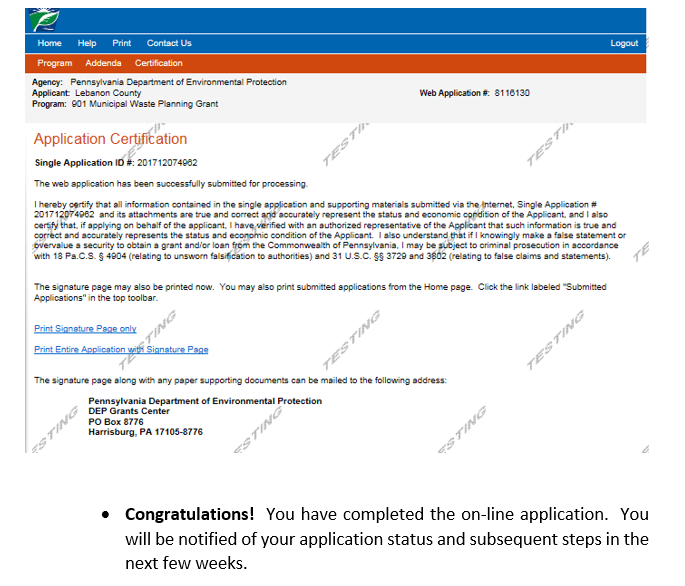 Home Help Print Contact Us Logout
Program Addenda Certification
Agency: Pennsylvania Department of Environmental Protection
Applicant: Lebanon County Web Application #: 8116130
Program: 901 Municipal Waste Planning Grant
Application Certification
Single Application ID #: 201712074962
The web application has been successfully submitted for processing.
I hereby certify that all information contained in the single application and supporting materials submitted via the Internet, Single Application #
201712074962 and its attachments are true and correct and accurately represent the status and economic condition of the Applicant, and I also
certify that, if applying on behalf of the applicant, I have verified with an authorized representative of the Applicant that such information is true and
correct and accurately represents the status and economic condition of the Applicant. I also understand that if I knowingly make a false statement or
overvalue a security to obtain a grant and/or loan from the Commonwealth of Pennsylvania, I may be subject to criminal prosecution in accordance
with 18 Pa.C.S. § 4904 (relating to unsworn falsification to authorities) and 31 U.S.C. §§ 3729 and 3802 (relating to false claims and statements).
The signature page may also be printed now. You may also print submitted applications from the Home page. Click the link labeled "Submitted
Applications" in the top toolbar.
Print Signature Page only
Print Entire Application with Signature Page
The signature page along with any paper supporting documents can be mailed to the following address:
Pennsylvania Department of Environmental Protection
DEP Grants Center
PO Box 8776
Harrisburg, PA 17105-8776
TESTING
TESTING
TESTING
• Congratulations! You have completed the on-line application. You
will be notified of your application status and subsequent steps in the
next few weeks.